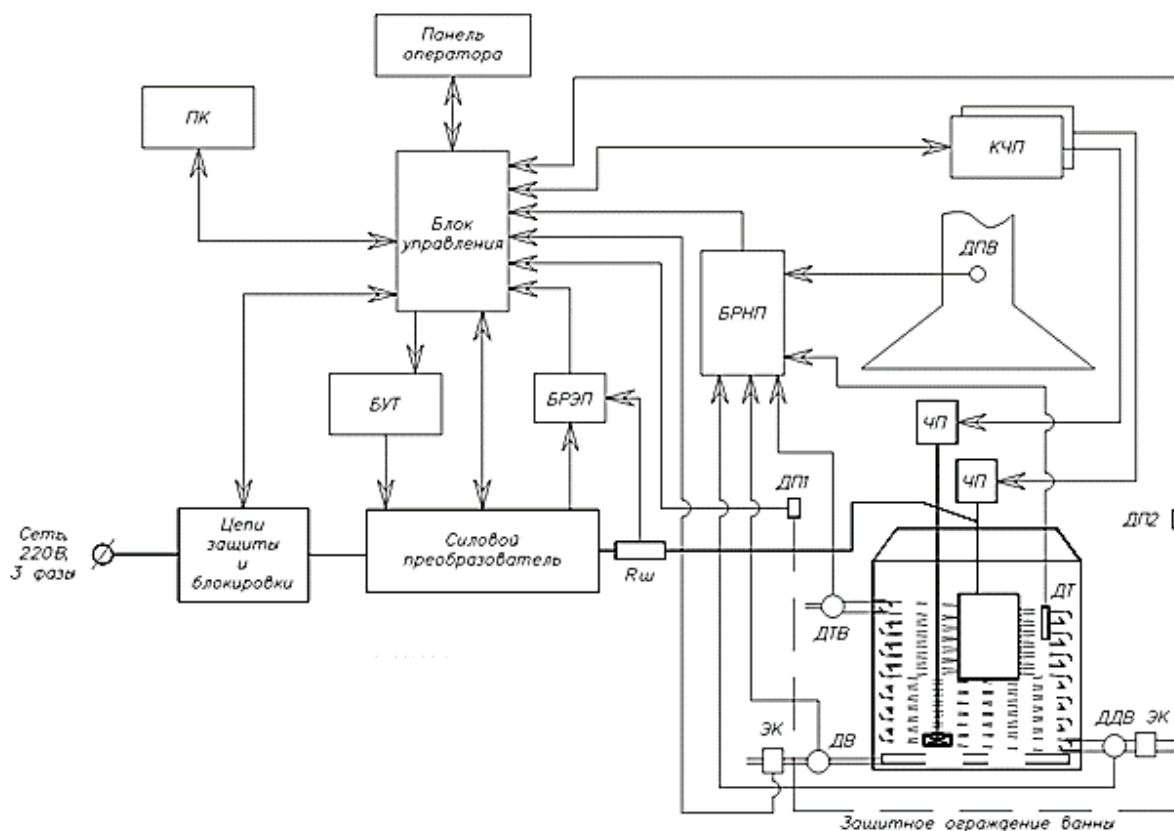 Панель
оператора
ПК
КЧП
Блок
управления
ДПВ
БРНП
БУТ
БРЭП
ЧП
ЧП
ДП1
ДП2
Сеть,
220В,
3 фазы
Цепи
защиты
и
блокировки
Силовой
преобразователь
Rш
ДТ
ДТВ
ЭК
ДВ
ДДВ
ЭК
Защитное ограждение ванны